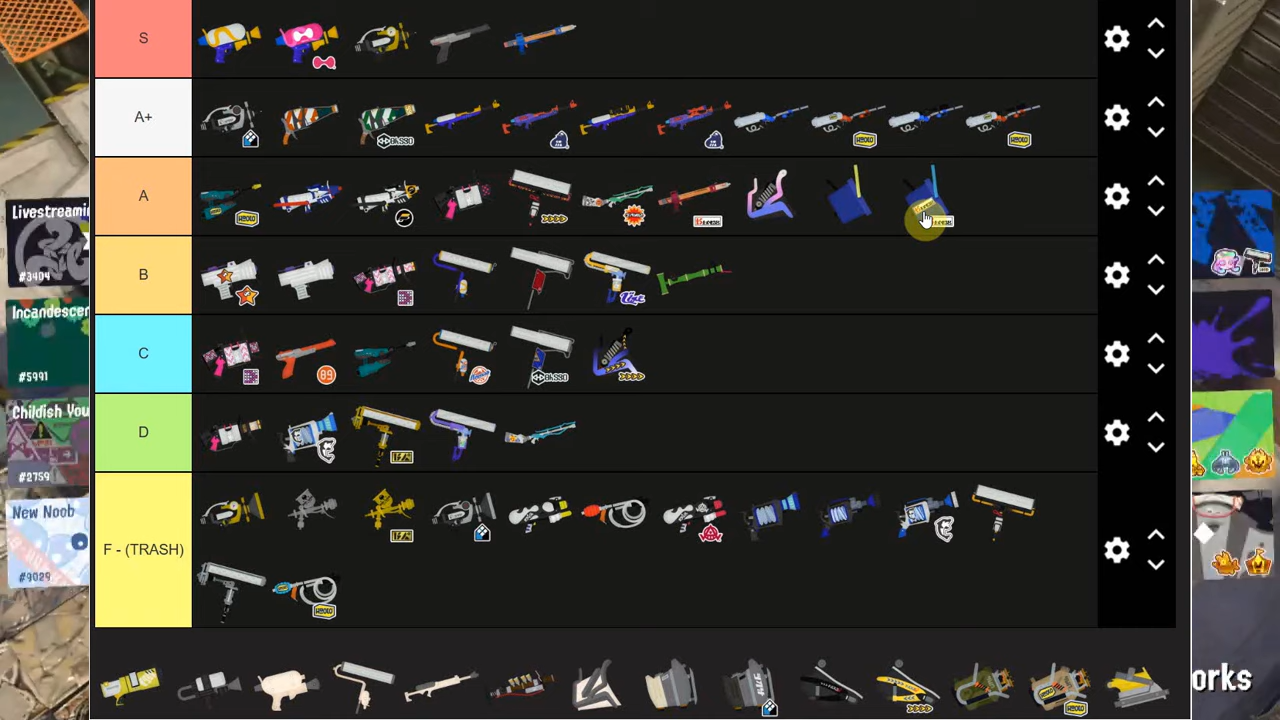 S
A+
A
B
C
D
F - (TRASH)
Livestreami
#3404
Incandescer
#5991
Childish You
#2759
New Noob
#9029
orks